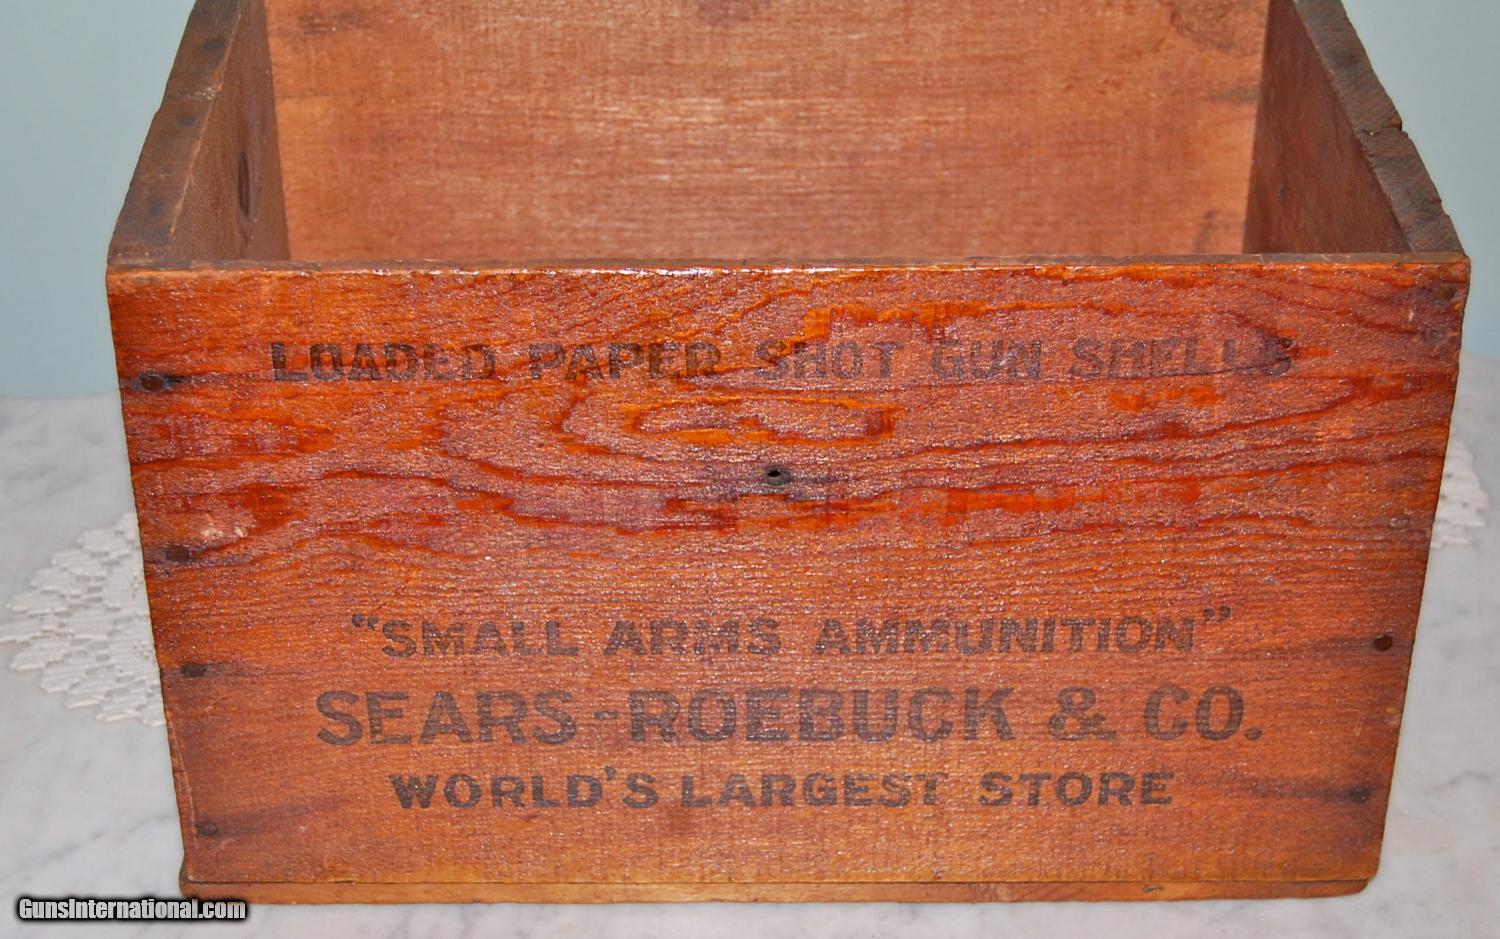 LOADED PAPER SHOT GUN SHELLS
"SMALL ARMS AMMUNITION"
SEARS-ROEBUCK & CO.
WORLD'S LARGEST STORE
GunsInternational.com